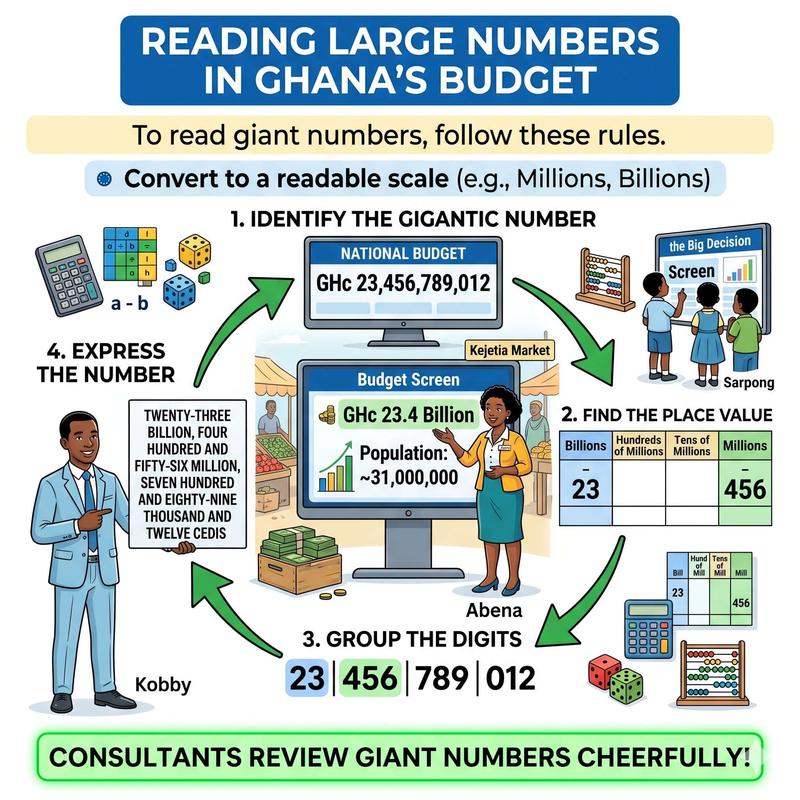 READING LARGE NUMBERS
IN GHANA'S BUDGET
To read giant numbers, follow these rules.
Convert to a readable scale (e.g., Millions, Billions)
1. IDENTIFY THE GIGANTIC NUMBER
NATIONAL BUDGET
GHc 23,456,789,012
a - b
the Big Decision
Screen
Sarpong
4. EXPRESS
THE NUMBER
TWENTY-THREE
BILLION, FOUR
HUNDRED AND
FIFTY-SIX MILLION,
SEVEN HUNDRED
AND EIGHTY-NINE
THOUSAND AND
TWELVE CEDIS
Kobby
Kejetia Market
Budget Screen
GHc 23.4 Billion
Population:
~31,000,000
Abena
2. FIND THE PLACE VALUE
Billions Hundreds of Millions Tens of Millions Millions
– –
23 456
Bill Hund of Mill Tens of Mill Mill
23
456
3. GROUP THE DIGITS
23|456|789|012
CONSULTANTS REVIEW GIANT NUMBERS CHEERFULLY!